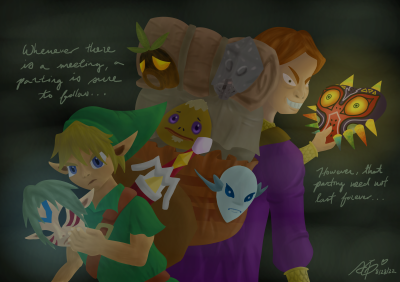 Whenever there
is a meeting, a
parting is sure
to follow...
However, that
parting need not
last forever...